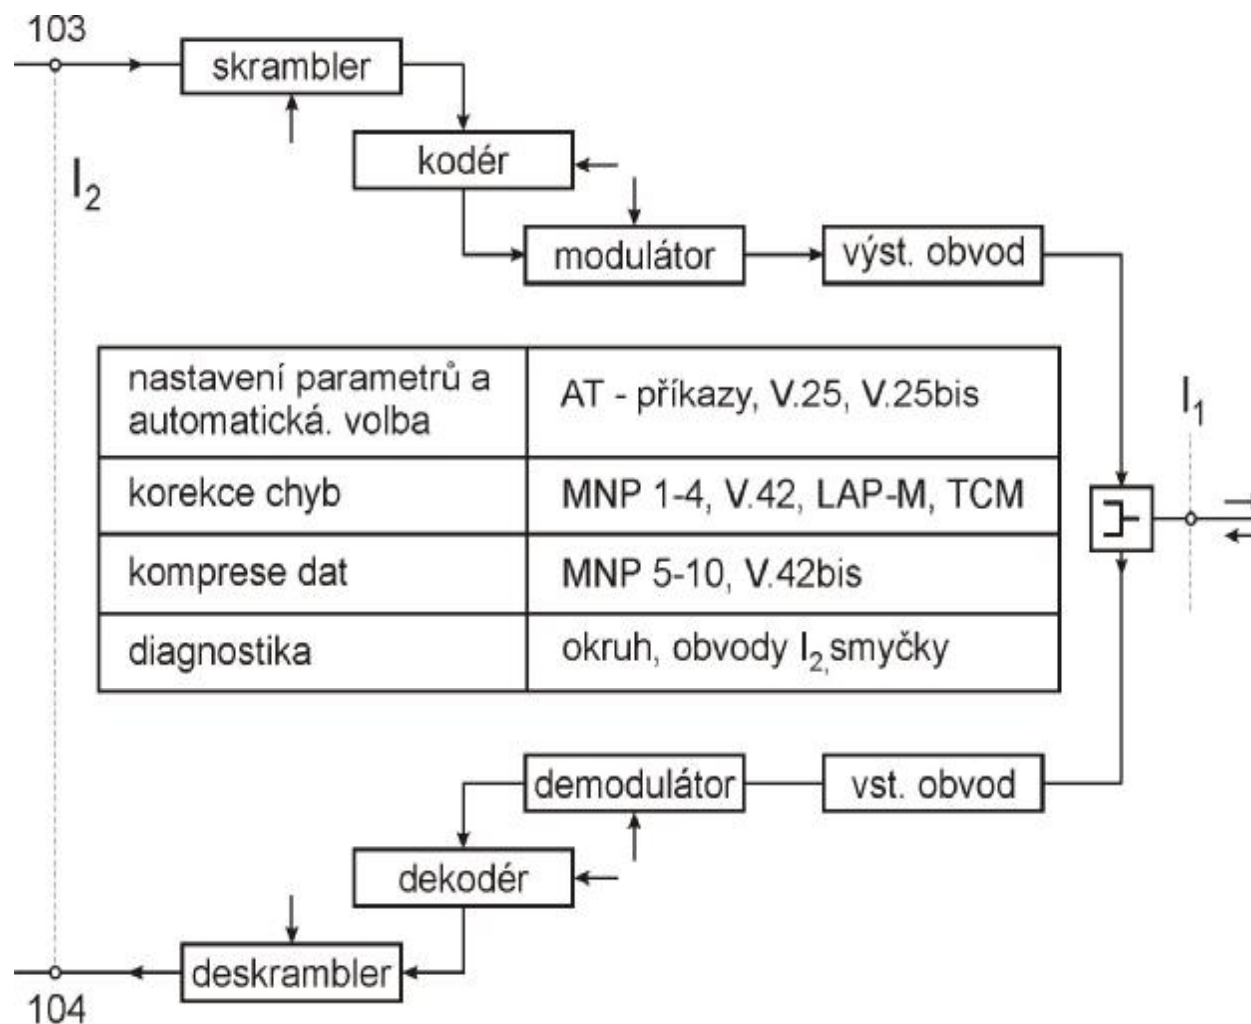 103
skrambler
I₂
kodér
modulátor
výst. obvod
nastavení parametrů a
automatická. volba
AT - příkazy, V.25, V.25bis
I₁
korekce chyb
MNP 1-4, V.42, LAP-M, TCM
komprese dat
MNP 5-10, V.42bis
diagnostika
okruh, obvody I₂, smyčky
demodulátor
vst. obvod
dekodér
deskrambler
104